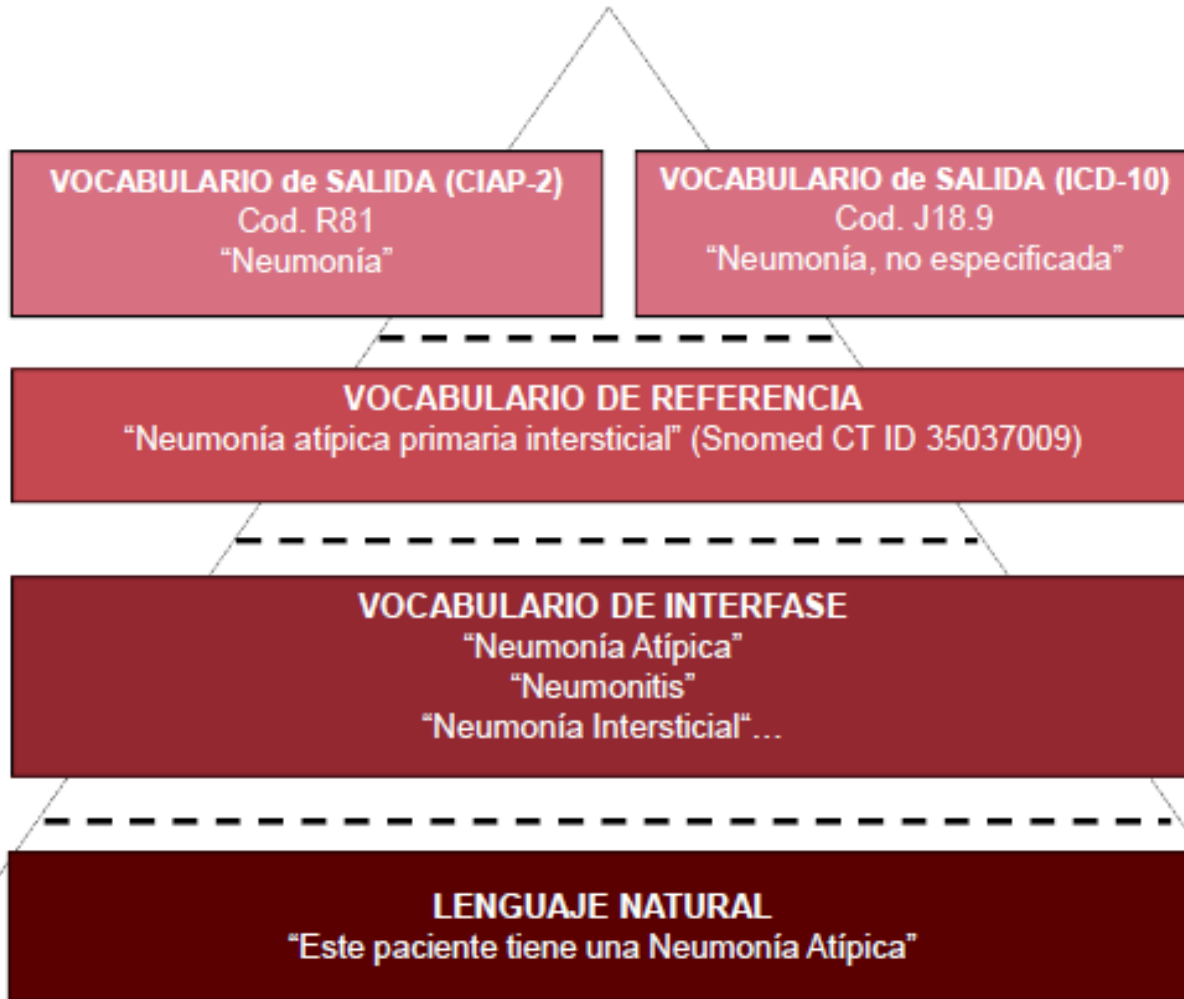 VOCABULARIO de SALIDA (CIAP-2)
Cod. R81
“Neumonía”
VOCABULARIO de SALIDA (ICD-10)
Cod. J18.9
“Neumonía, no especificada”
VOCABULARIO DE REFERENCIA
“Neumonía atípica primaria intersticial” (Snomed CT ID 35037009)
VOCABULARIO DE INTERFASE
“Neumonía Atípica”
“Neumonitis”
“Neumonía Intersticial“...
LENGUAJE NATURAL
“Este paciente tiene una Neumonía Atípica”